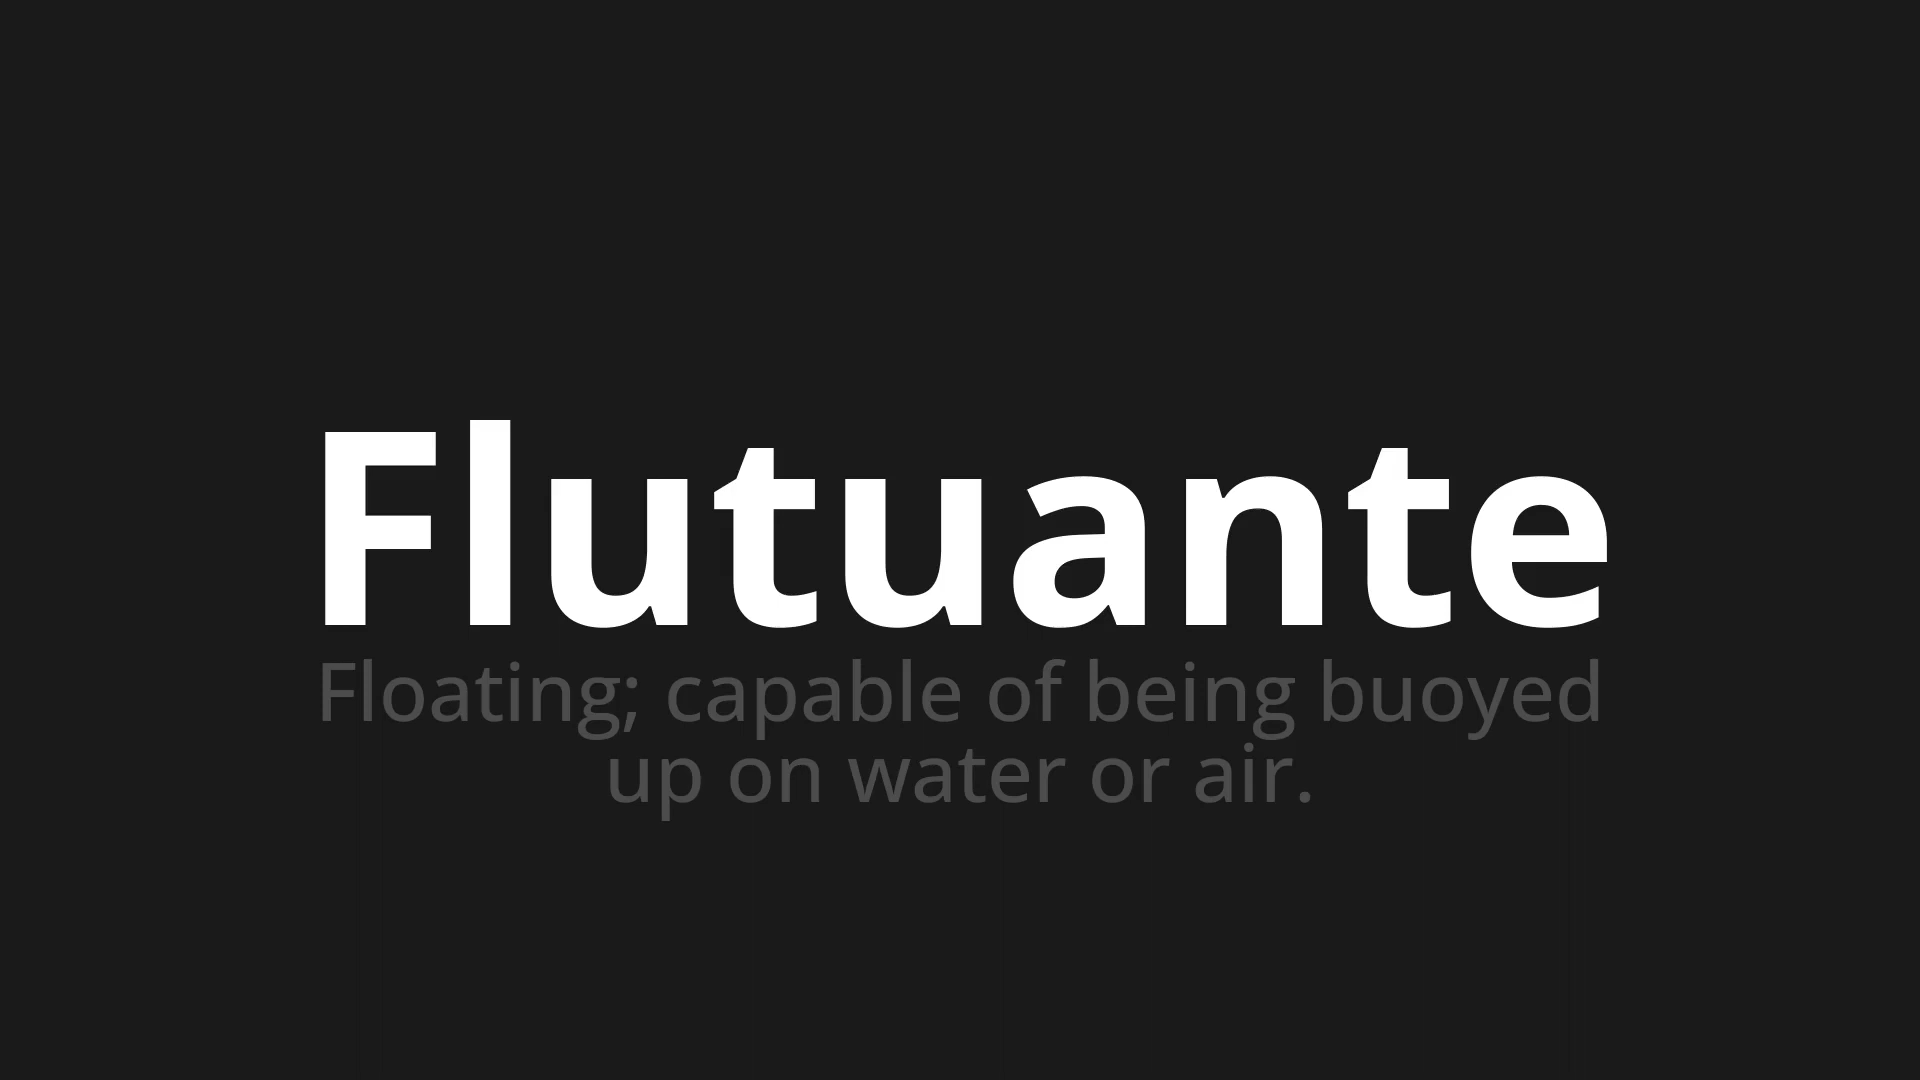 Flutuante
Floating; capable of being buoyed
up on water or air.